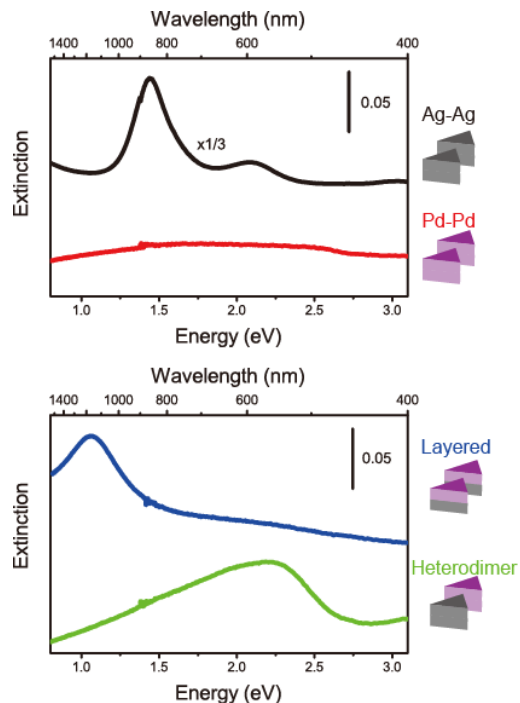 Wavelength (nm)
1400 1000 800 600 400
Extinction
x1/3
0.05
Ag-Ag
Pd-Pd
1.0 1.5 2.0 2.5 3.0
Energy (eV)
Wavelength (nm)
1400 1000 800 600 400
Extinction
0.05
Layered
Heterodimer
1.0 1.5 2.0 2.5 3.0
Energy (eV)